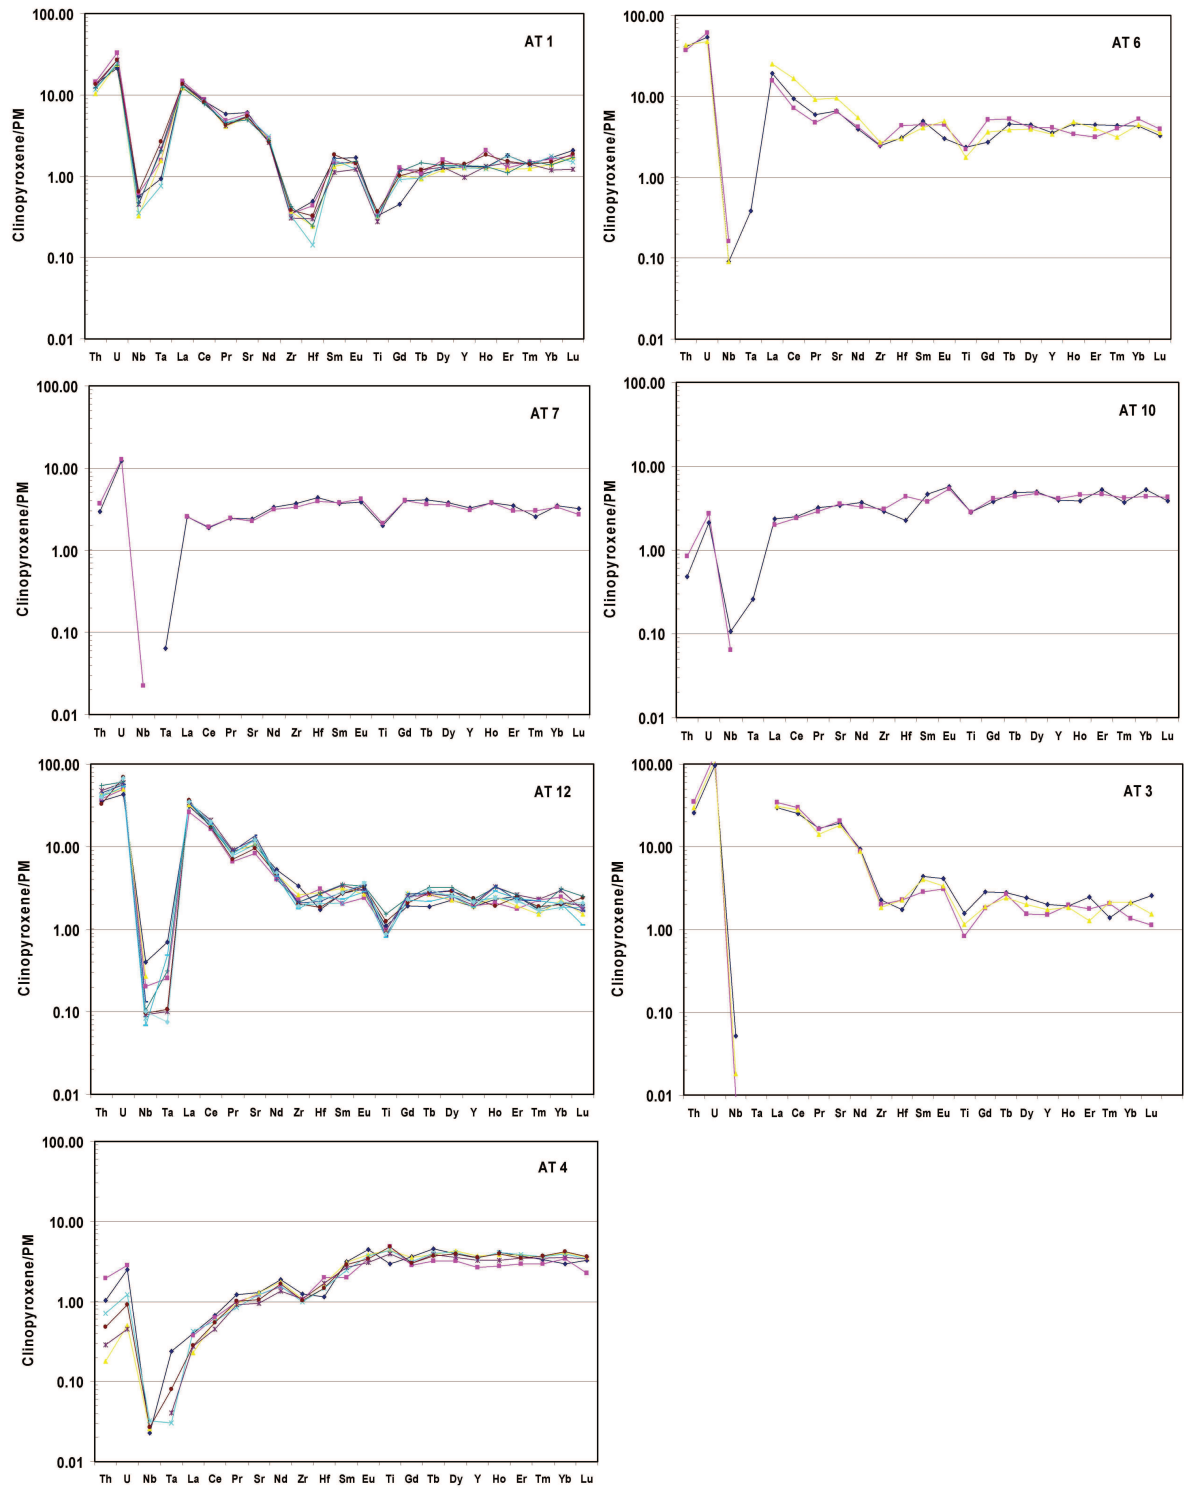 AT 1
Clinopyroxene/PM
100.00
10.00
1.00
0.10
0.01
Th U Nb Ta La Ce Pr Sr Nd Zr Hf Sm Eu Ti Gd Tb Dy Y Ho Er Tm Yb Lu
AT 6
Clinopyroxene/PM
100.00
10.00
1.00
0.10
0.01
Th U Nb Ta La Ce Pr Sr Nd Zr Hf Sm Eu Ti Gd Tb Dy Y Ho Er Tm Yb Lu
AT 7
Clinopyroxene/PM
100.00
10.00
1.00
0.10
0.01
Th U Nb Ta La Ce Pr Sr Nd Zr Hf Sm Eu Ti Gd Tb Dy Y Ho Er Tm Yb Lu
AT 10
Clinopyroxene/PM
100.00
10.00
1.00
0.10
0.01
Th U Nb Ta La Ce Pr Sr Nd Zr Hf Sm Eu Ti Gd Tb Dy Y Ho Er Tm Yb Lu
AT 12
Clinopyroxene/PM
100.00
10.00
1.00
0.10
0.01
Th U Nb Ta La Ce Pr Sr Nd Zr Hf Sm Eu Ti Gd Tb Dy Y Ho Er Tm Yb Lu
AT 3
Clinopyroxene/PM
100.00
10.00
1.00
0.10
0.01
Th U Nb Ta La Ce Pr Sr Nd Zr Hf Sm Eu Ti Gd Tb Dy Y Ho Er Tm Yb Lu
AT 4
Clinopyroxene/PM
100.00
10.00
1.00
0.10
0.01
Th U Nb Ta La Ce Pr Sr Nd Zr Hf Sm Eu Ti Gd Tb Dy Y Ho Er Tm Yb Lu